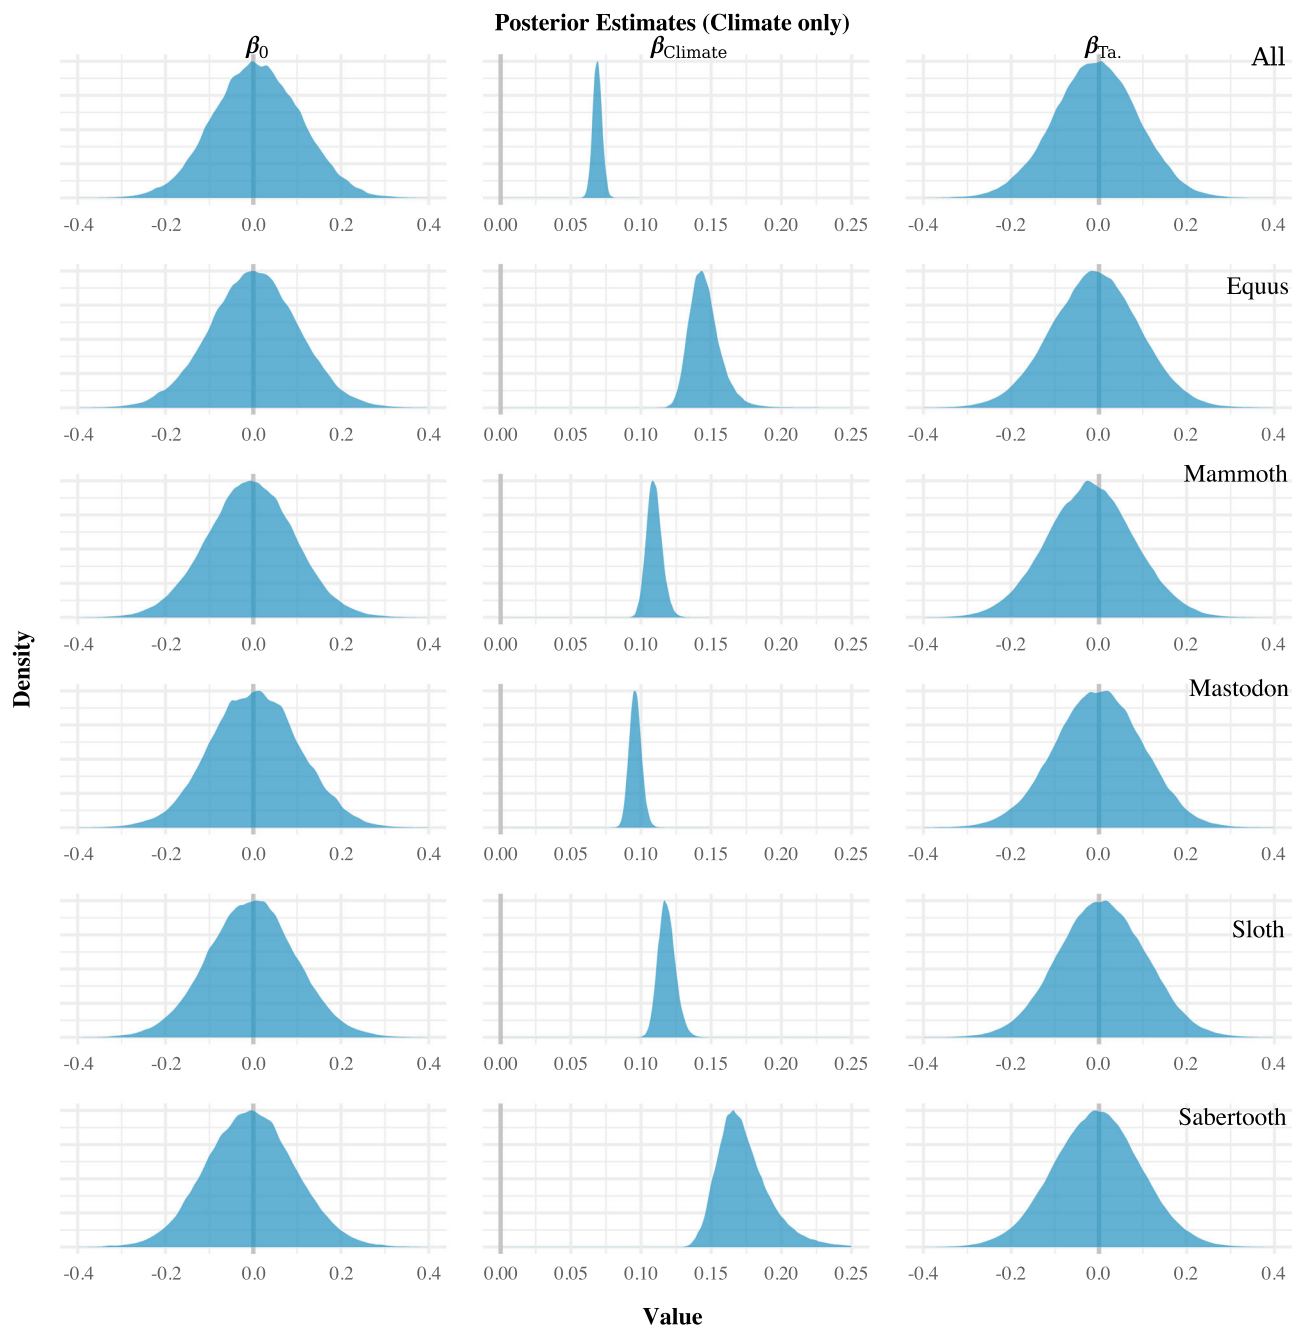 Posterior Estimates (Climate only)
β0 βClimate βTa. All
-0.4 -0.2 0.0 0.2 0.4 0.00 0.05 0.10 0.15 0.20 0.25 -0.4 -0.2 0.0 0.2 0.4
Equus
-0.4 -0.2 0.0 0.2 0.4 0.00 0.05 0.10 0.15 0.20 0.25 -0.4 -0.2 0.0 0.2 0.4
Mammoth
-0.4 -0.2 0.0 0.2 0.4 0.00 0.05 0.10 0.15 0.20 0.25 -0.4 -0.2 0.0 0.2 0.4
Density
Mastodon
-0.4 -0.2 0.0 0.2 0.4 0.00 0.05 0.10 0.15 0.20 0.25 -0.4 -0.2 0.0 0.2 0.4
Sloth
-0.4 -0.2 0.0 0.2 0.4 0.00 0.05 0.10 0.15 0.20 0.25 -0.4 -0.2 0.0 0.2 0.4
Sabertooth
-0.4 -0.2 0.0 0.2 0.4 0.00 0.05 0.10 0.15 0.20 0.25 -0.4 -0.2 0.0 0.2 0.4
Value